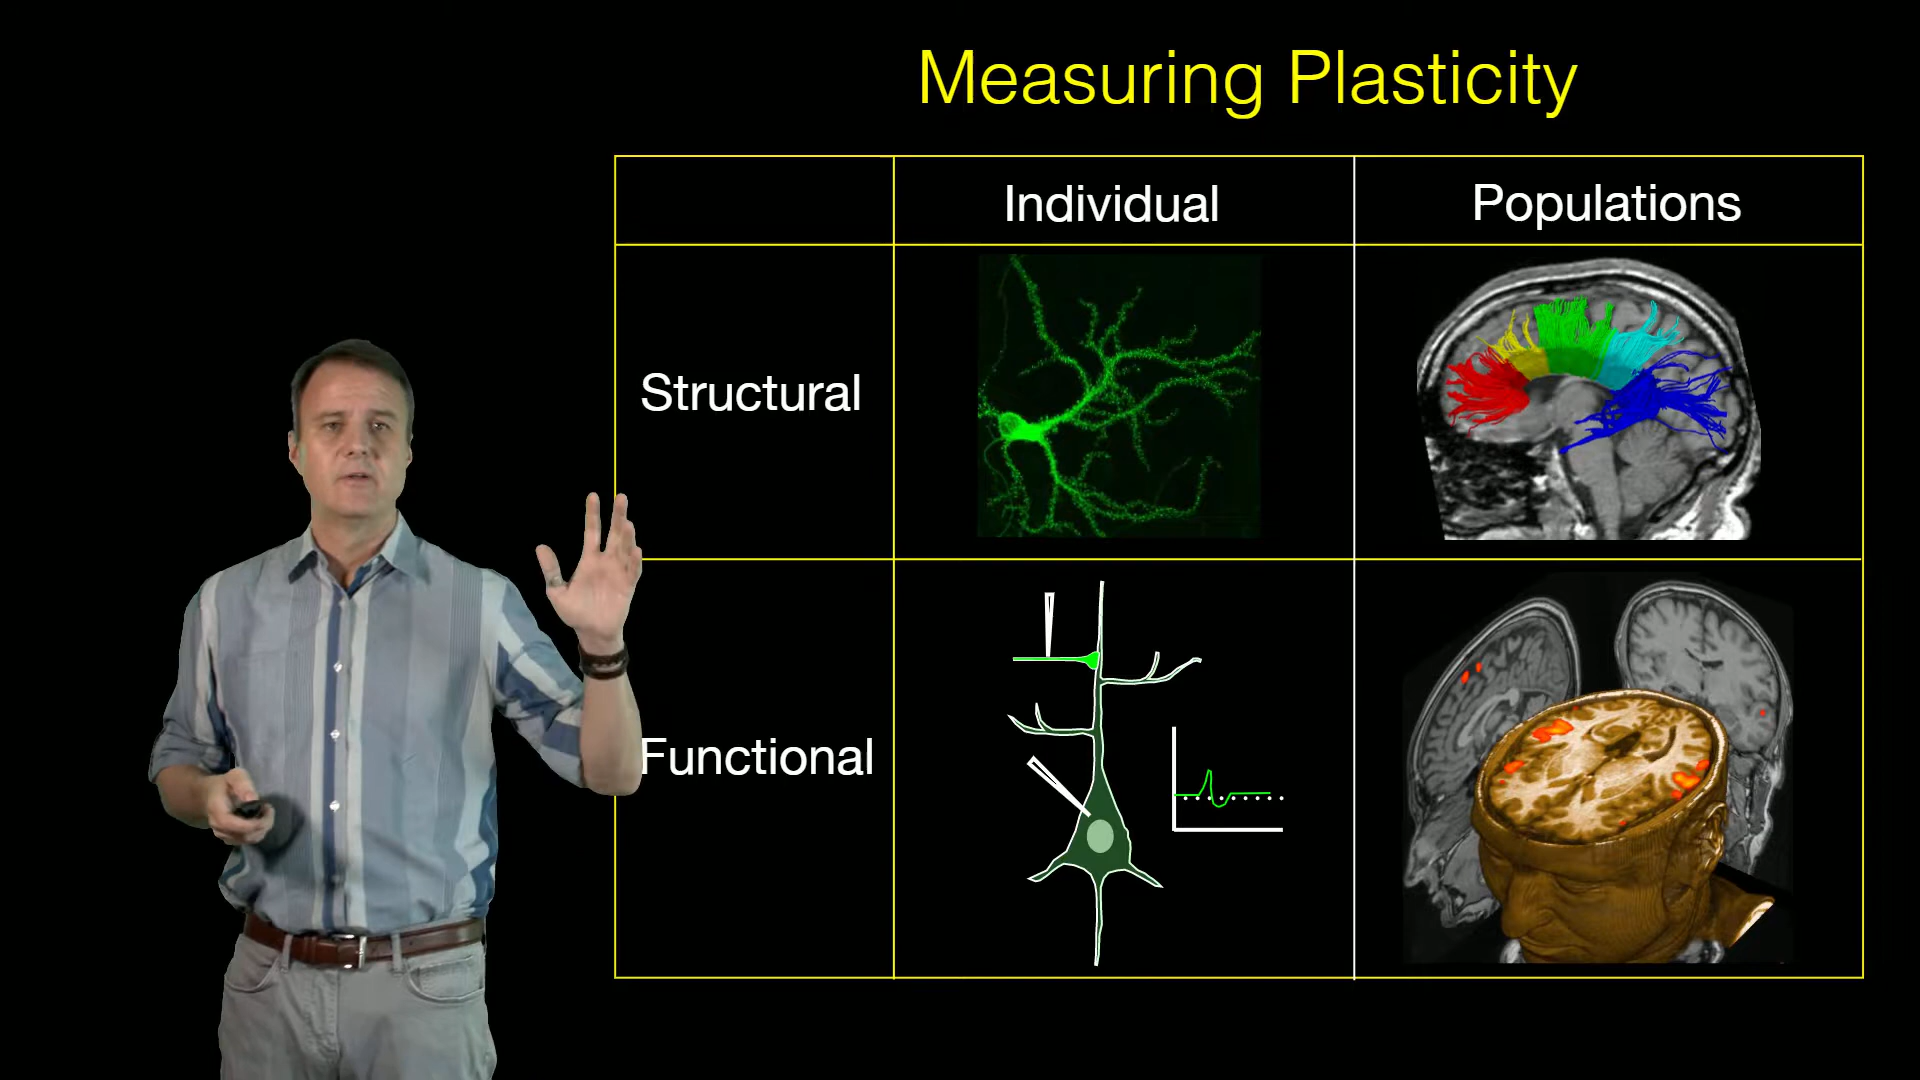 Measuring Plasticity
Individual Populations
Structural
Functional